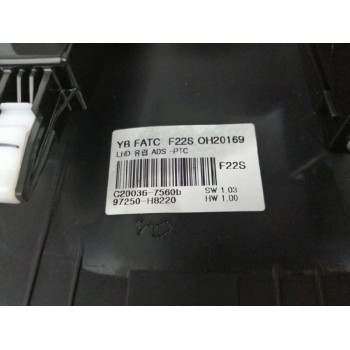 YB FATC F22S OH20169
LHD 유럽 ADS -PTC
F22S
C20036-7560b SW 1.03
97250-H8220 HW 1.00